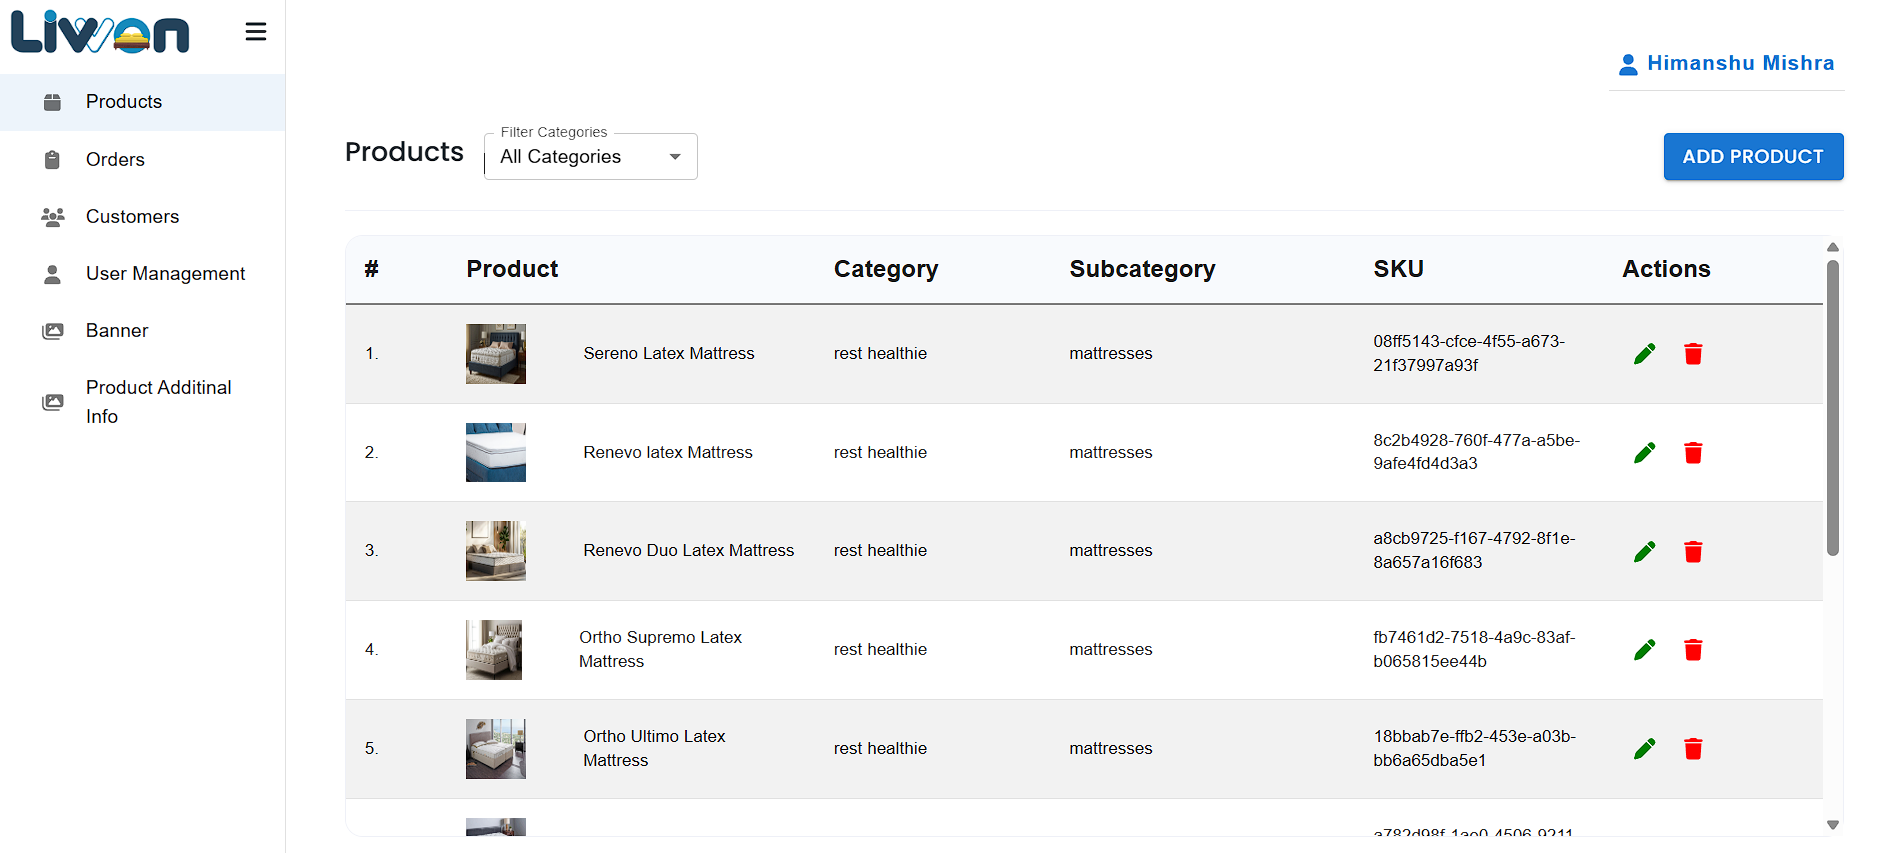 Liwon
Himanshu Mishra
Products
Orders
Customers
User Management
Banner
Product Additinal
Info
Products
Filter Categories
All Categories
ADD PRODUCT
# Product Category Subcategory SKU Actions
1. Sereno Latex Mattress rest healthie mattresses 08ff5143-cfce-4f55-a673-
21f37997a93f
2. Renevo latex Mattress rest healthie mattresses 8c2b4928-760f-477a-a5be-
9afe4fd4d3a3
3. Renevo Duo Latex Mattress rest healthie mattresses a8cb9725-f167-4792-8f1e-
8a657a16f683
4. Ortho Supremo Latex
Mattress rest healthie mattresses fb7461d2-7518-4a9c-83af-
b065815ee44b
5. Ortho Ultimo Latex
Mattress rest healthie mattresses 18bbab7e-ffb2-453e-a03b-
bb6a65dba5e1